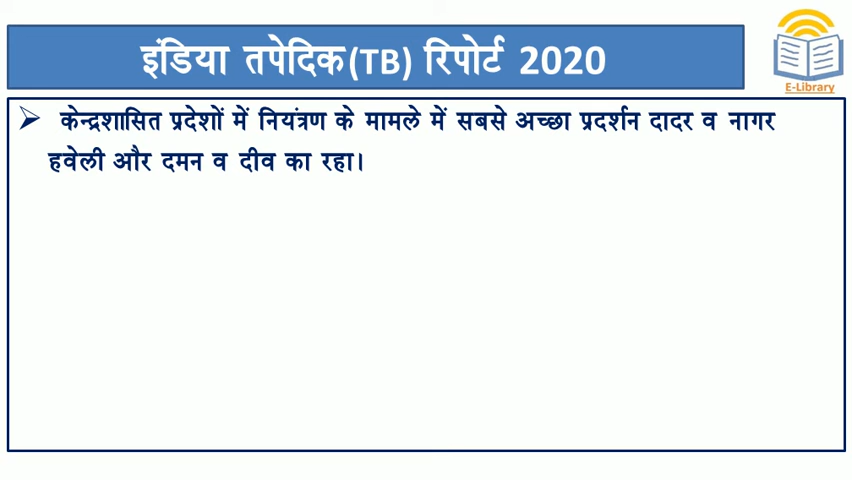 इंडिया तपेदिक(TB) रिपोर्ट 2020
E-Library
केन्द्रशासित प्रदेशों में नियंत्रण के मामले में सबसे अच्छा प्रदर्शन दादर व नागर
हवेली और दमन व दीव का रहा।